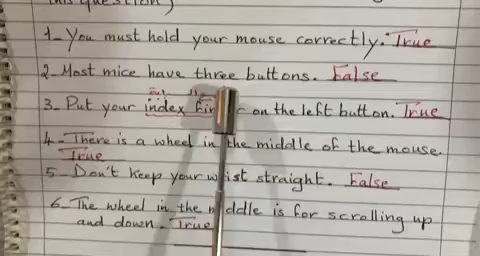 this question)
1- You must hold your mouse correctly. True
2- Most mice have three buttons. False
3- Put your index on the left button. True
4- There is a wheel in the middle of the mouse.
True
5- Don't keep your wrist straight. False
6- The wheel in the middle is for scrolling up
and down. True